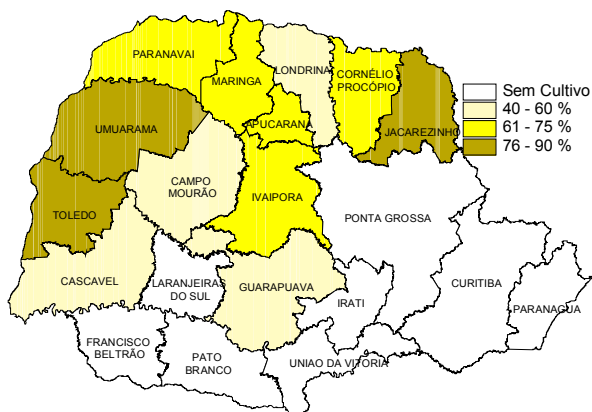 PARANAVAI
MARINGA
LONDRINA
CORNÉLIO
PROCÓPIO
Sem Cultivo
40 - 60 %
61 - 75 %
76 - 90 %
UMUARAMA
APUCARANA
JACAREZINHO
CAMPO
MOURÃO
IVAIPORA
TOLEDO
PONTA GROSSA
CASCAVEL
LARANJEIRAS
DO SUL
GUARAPUAVA
IRATI
CURITIBA
PARANAGUA
FRANCISCO
BELTRÃO
PATO
BRANCO
UNIAO DA VITORIA